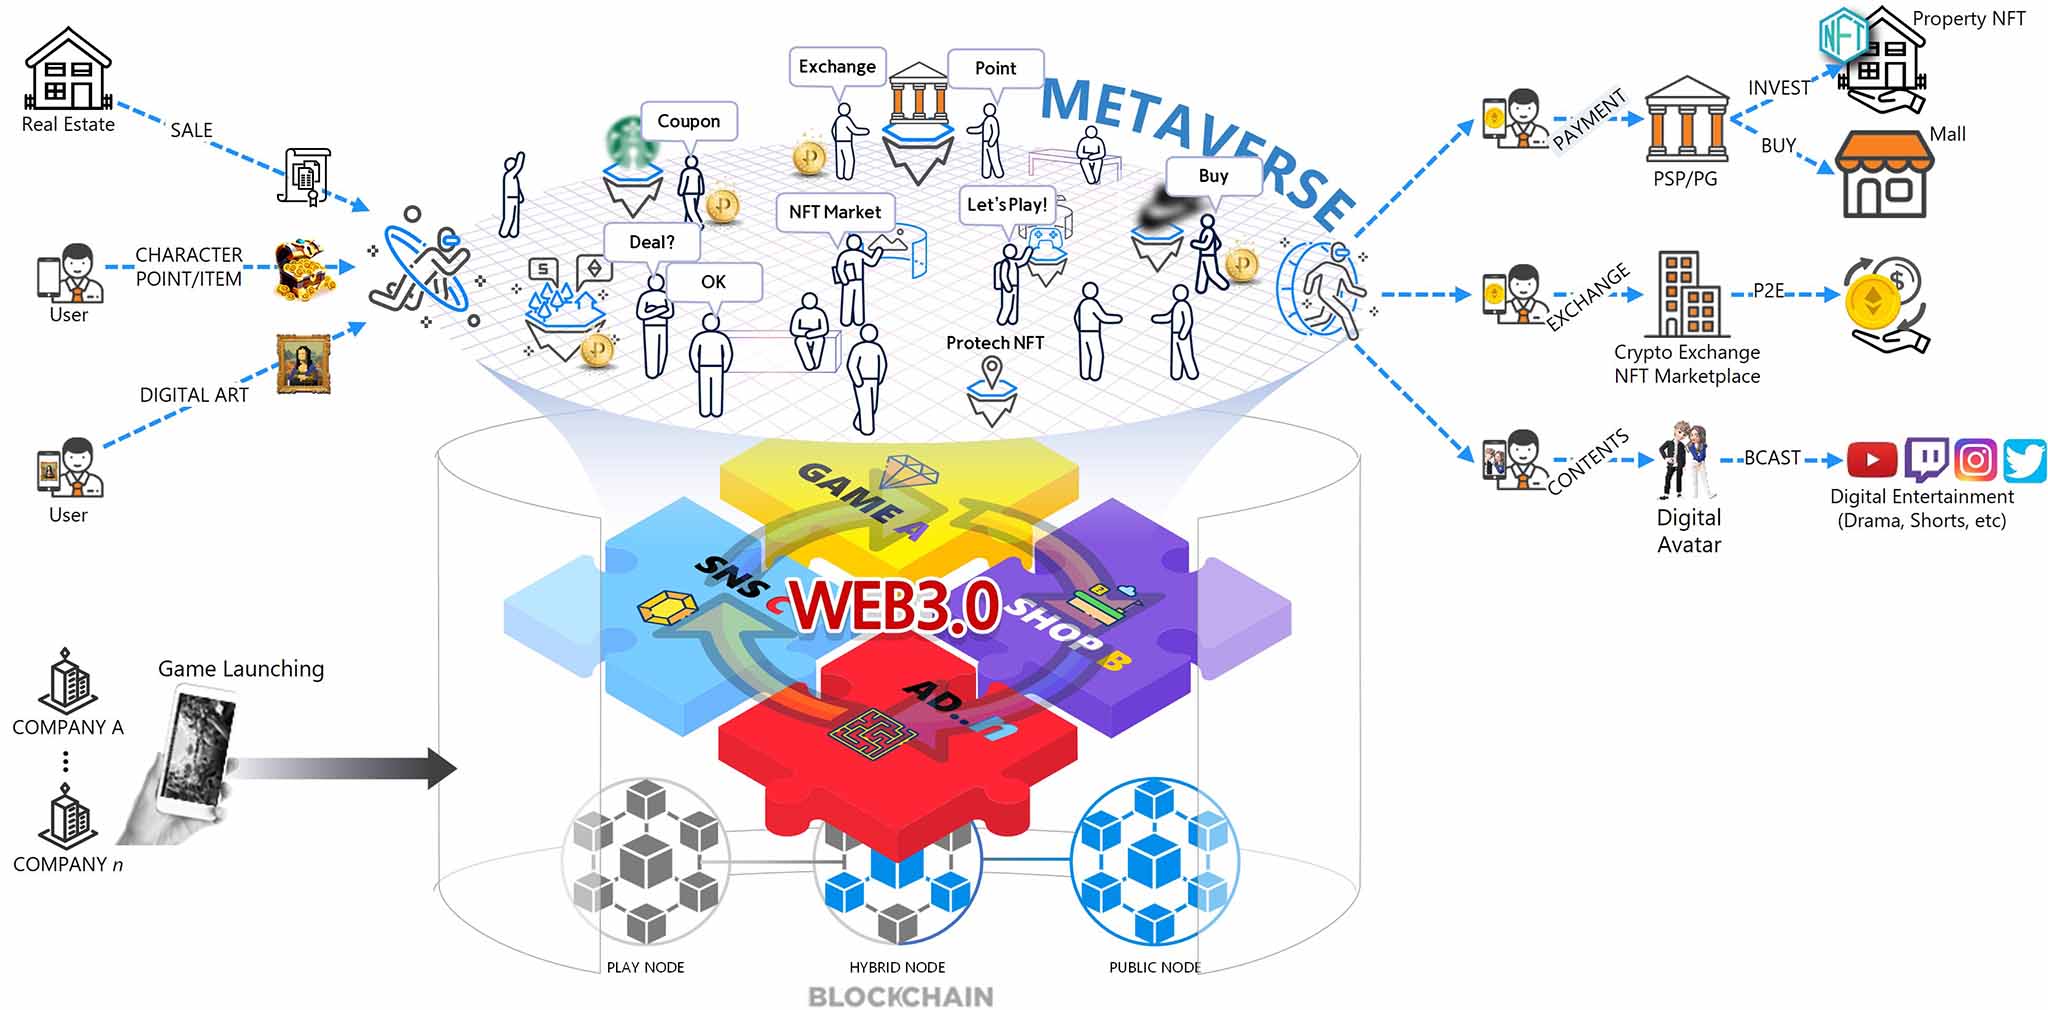 Real Estate
SALE
CHARACTER
POINT/ITEM
User
DIGITAL ART
User
Game Launching
COMPANY A
COMPANY n
METAVERSE
Exchange
Point
Coupon
Buy
NFT Market
Let's Play!
Deal?
OK
S
Protech NFT
GAME A
SNS C
WEB3.0
SHOP B
AD..n
PLAY NODE
HYBRID NODE
PUBLIC NODE
BLOCKCHAIN
PAYMENT
PSP/PG
INVEST
NFT
Property NFT
BUY
Mall
EXCHANGE
Crypto Exchange
NFT Marketplace
P2E
$
CONTENTS
Digital
Avatar
BCAST
Digital Entertainment
(Drama, Shorts, etc)